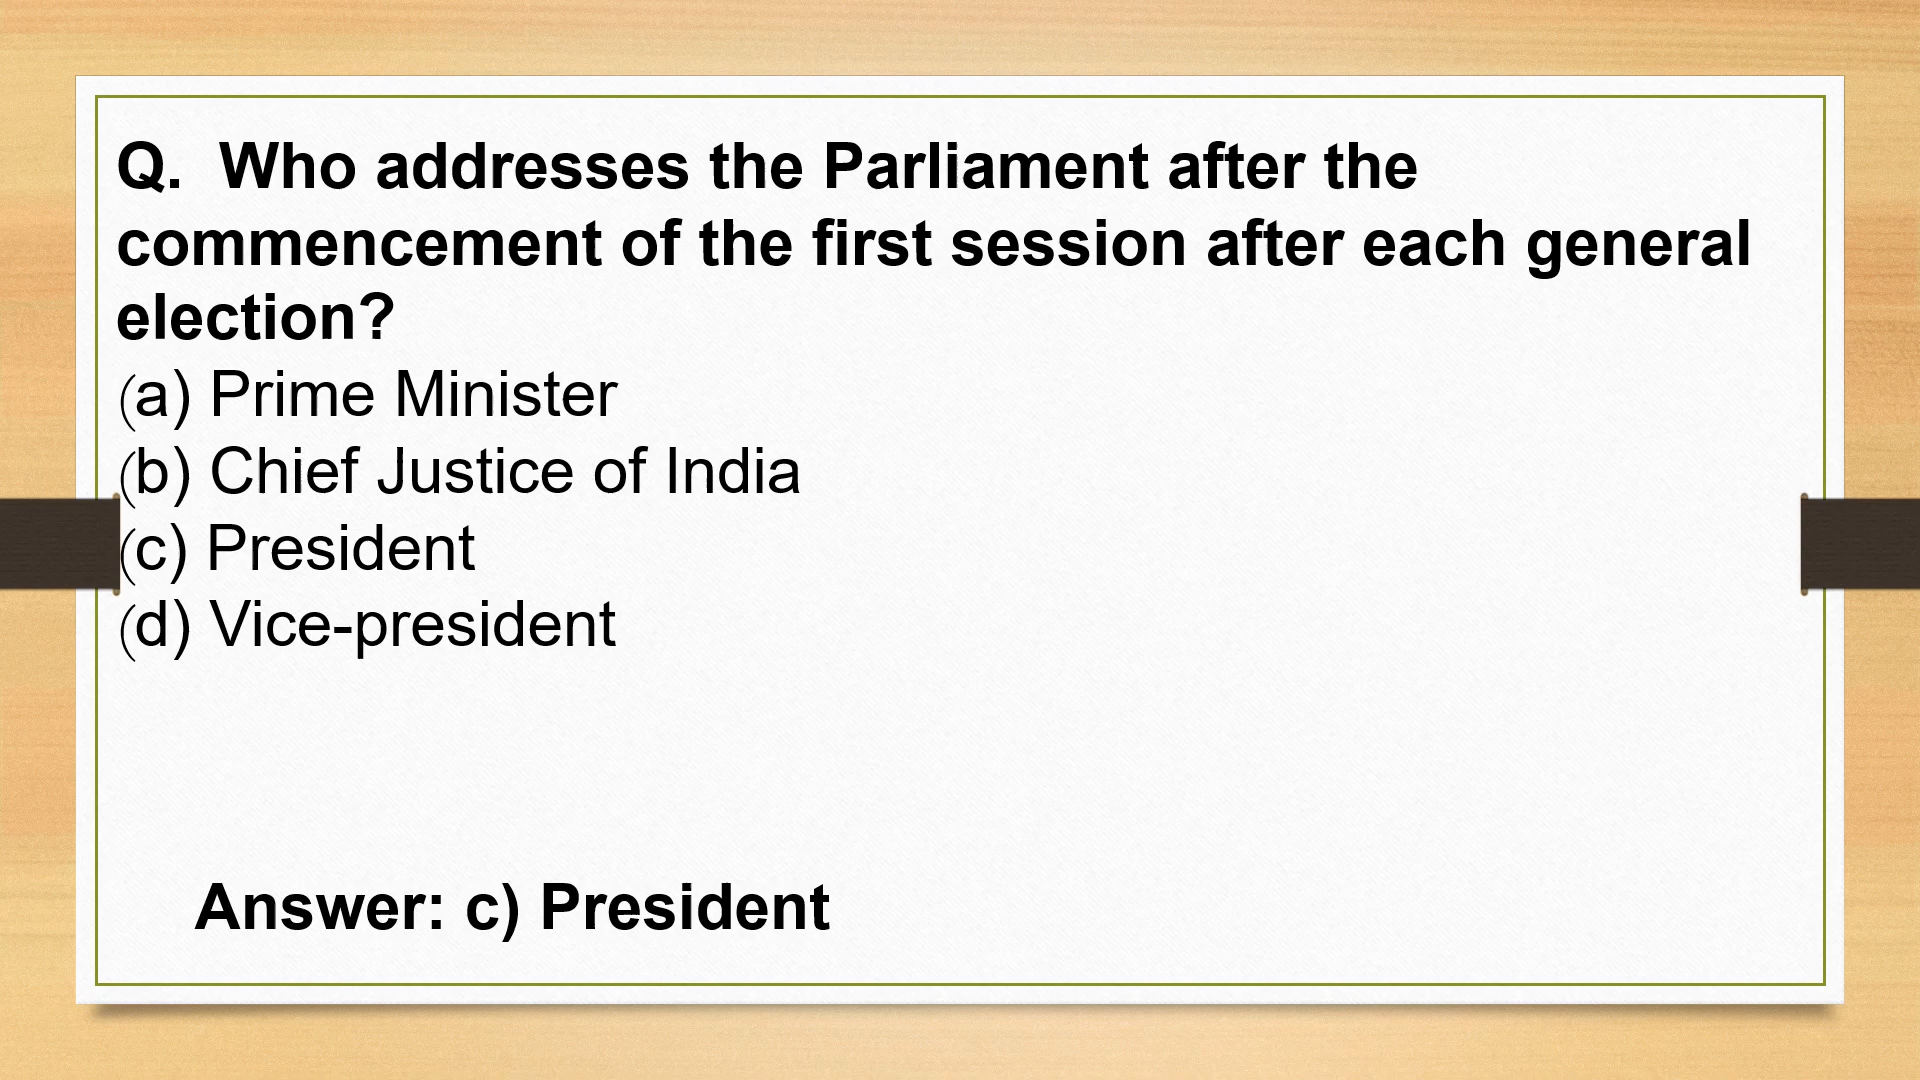 Q.  Who addresses the Parliament after the
commencement of the first session after each general
election?
(a) Prime Minister
(b) Chief Justice of India
(c) President
(d) Vice-president
Answer: c) President